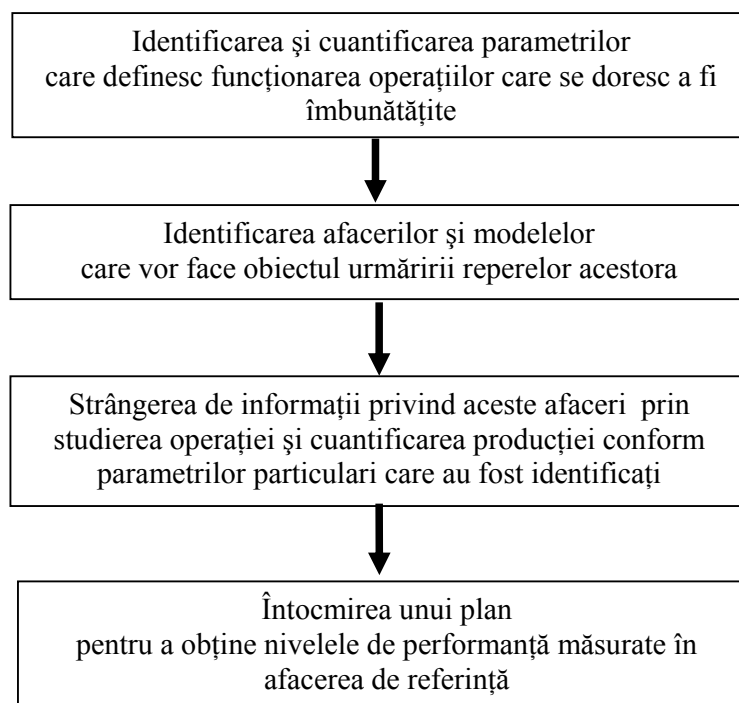 Identificarea şi cuantificarea parametrilor
care definesc funcționarea operațiilor care se doresc a fi
îmbunătățite
Identificarea afacerilor şi modelelor
care vor face obiectul urmăririi reperelor acestora
Strângerea de informații privind aceste afaceri prin
studierea operației şi cuantificarea producției conform
parametrilor particulari care au fost identificați
Întocmirea unui plan
pentru a obține nivelele de performanță măsurate în
afacerea de referință